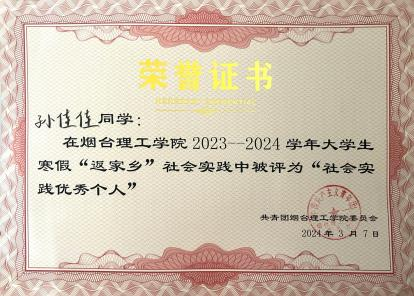 荣誉证书
孙佳佳同学：
在烟台理工学院2023--2024学年大学生
寒假“返家乡”社会实践中被评为“社会实
践优秀个人”
共青团烟台理工学院委员会
2024年3月7日